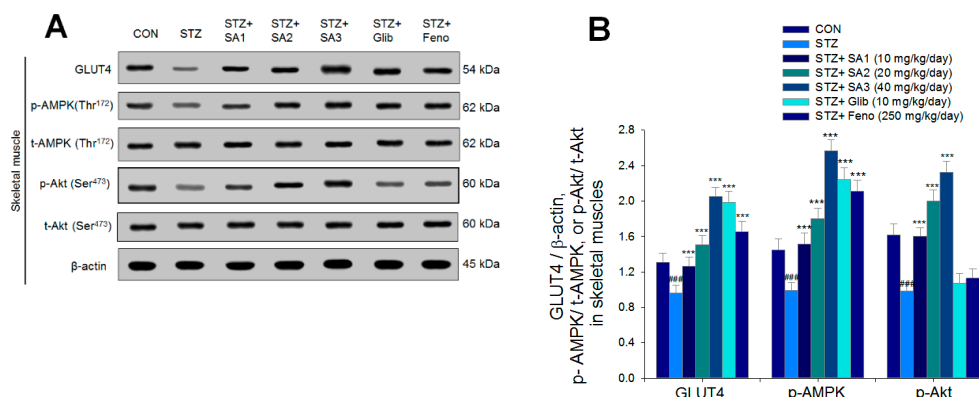 A
CON
STZ
STZ+
SA1
STZ+
SA2
STZ+
SA3
STZ+
Glib
STZ+
Feno
Skeletal muscle
GLUT4
54 kDa
p-AMPK(Thr¹⁷²)
62 kDa
t-AMPK (Thr¹⁷²)
62 kDa
p-Akt (Ser⁴⁷³)
60 kDa
t-Akt (Ser⁴⁷³)
60 kDa
β-actin
45 kDa
B
CON
STZ
STZ+ SA1 (10 mg/kg/day)
STZ+ SA2 (20 mg/kg/day)
STZ+ SA3 (40 mg/kg/day)
STZ+ Glib (10 mg/kg/day)
STZ+ Feno (250 mg/kg/day)
GLUT4 / β-actin,
p- AMPK/ t-AMPK, or p-Akt/ t-Akt
in skeletal muscles
2.8
2.4
2.0
1.6
1.2
0.8
0.4
0.0
###
***
***
***
***
***
###
***
***
***
***
***
###
***
***
***
GLUT4
p-AMPK
p-Akt